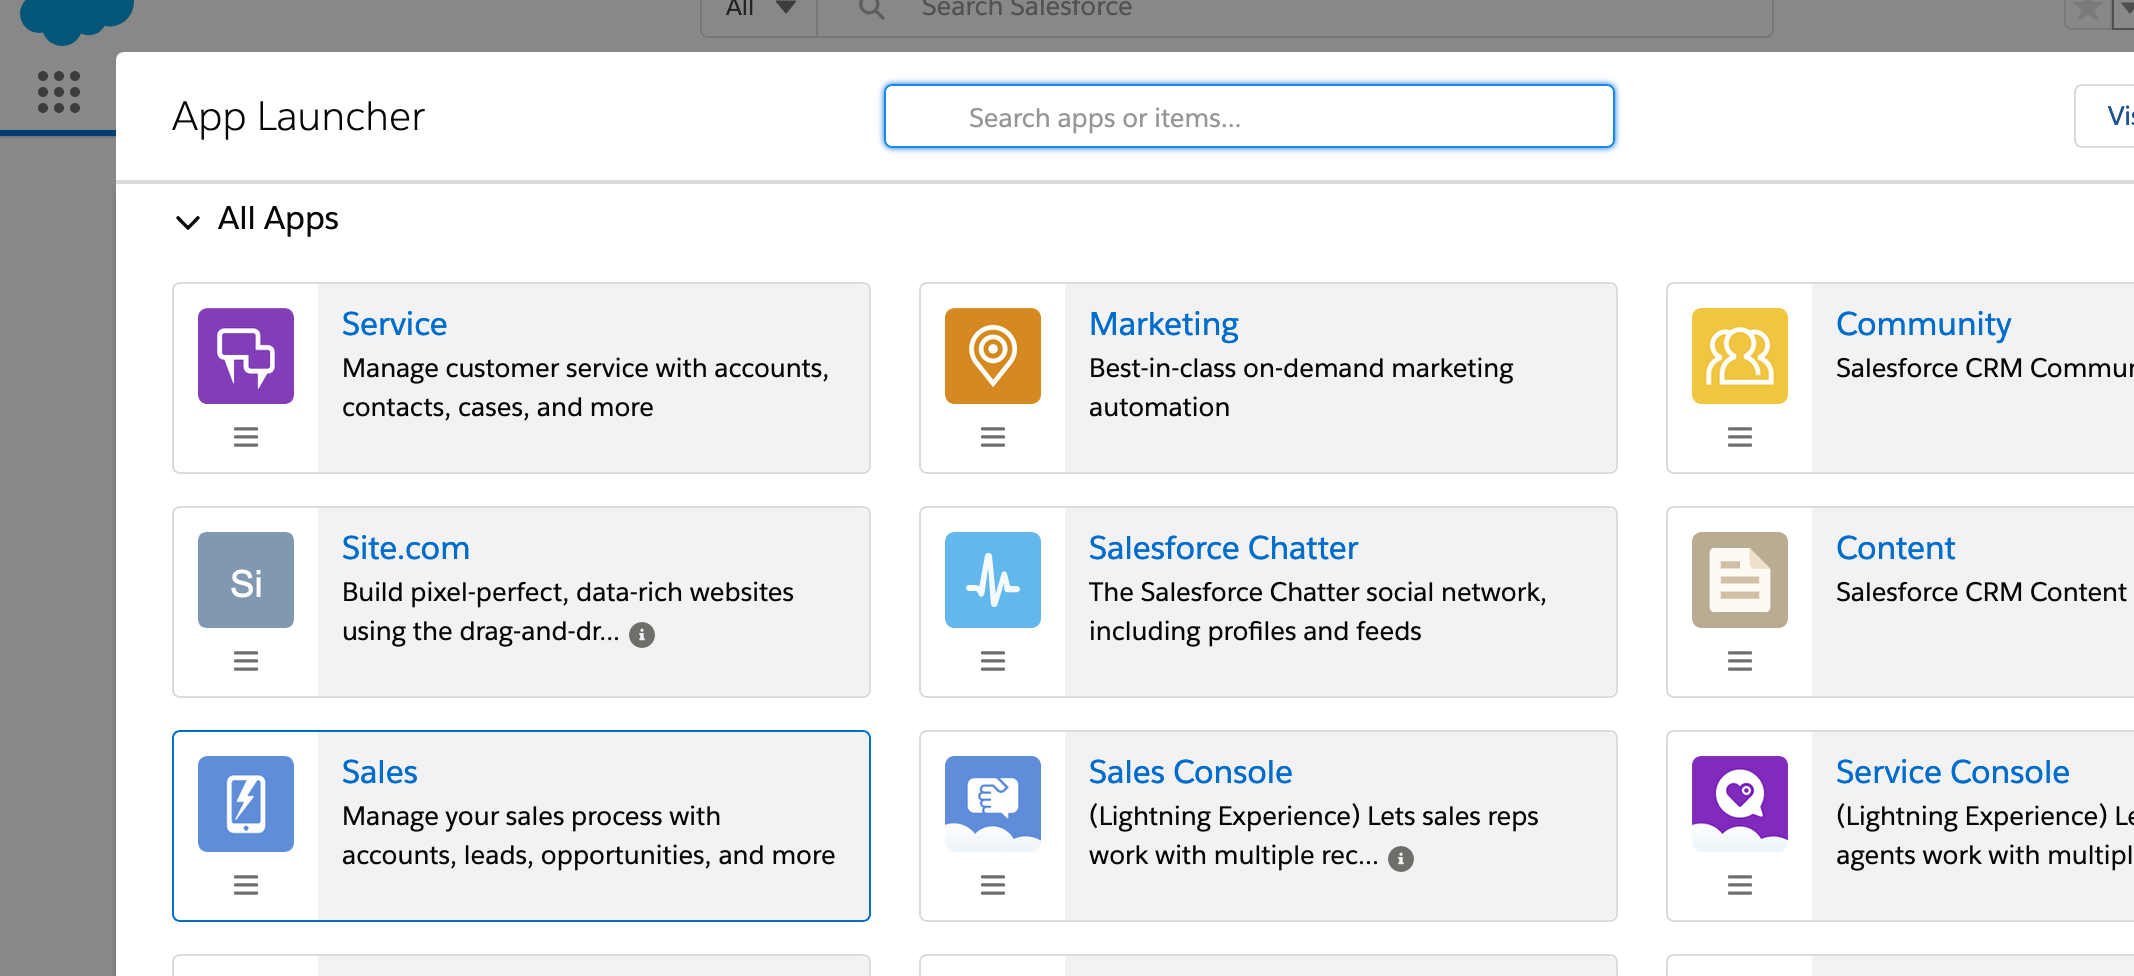 All
Search Salesforce
App Launcher
Search apps or items...
All Apps
Service
Manage customer service with accounts,
contacts, cases, and more
Marketing
Best-in-class on-demand marketing
automation
Community
Salesforce CRM
Si
Site.com
Build pixel-perfect, data-rich websites
using the drag-and-dr...
Salesforce Chatter
The Salesforce Chatter social network,
including profiles and feeds
Content
Salesforce CRM Content
Sales
Manage your sales process with
accounts, leads, opportunities, and more
Sales Console
(Lightning Experience) Lets sales reps
work with multiple rec...
Service Console
(Lightning Experience)
agents work with